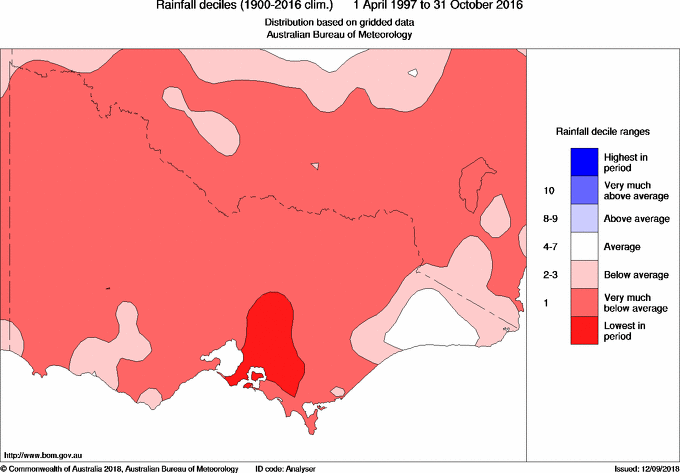 Rainfall deciles (1900-2016 clim.) 1 April 1997 to 31 October 2016
Distribution based on gridded data
Australian Bureau of Meteorology
Rainfall decile ranges
Highest in
period
10 Very much
above average
8-9 Above average
4-7 Average
2-3 Below average
1 Very much
below average
Lowest in
period
http://www.bom.gov.au
© Commonwealth of Australia 2018, Australian Bureau of Meteorology ID code: Analyser Issued: 12/09/2018